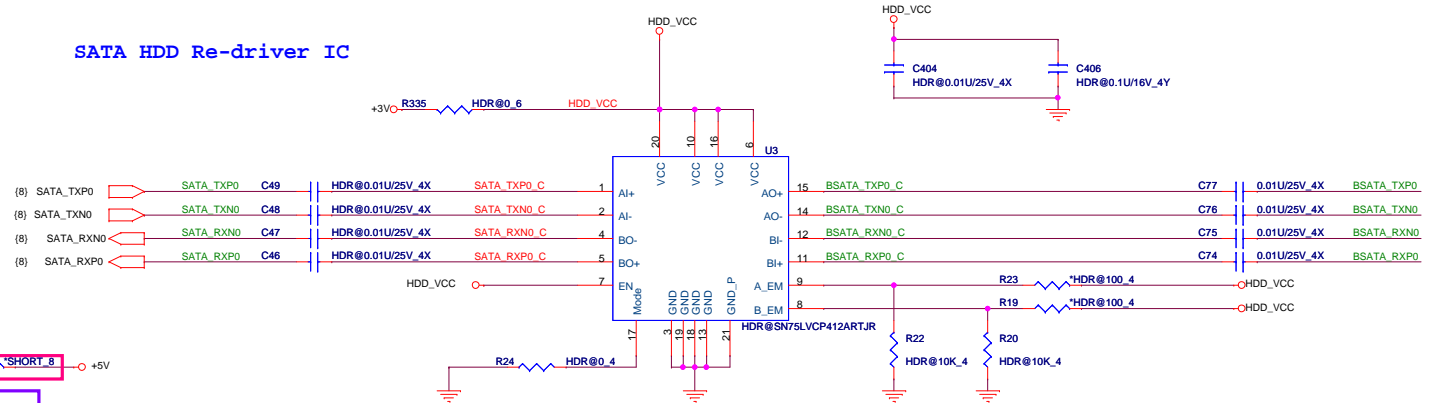 SATA HDD Re-driver IC
HDD_VCC
HDD_VCC
C404
HDR@0.01U/25V_4X
C406
HDR@0.1U/16V_4Y
+3V R335 HDR@0_6 HDD_VCC
20 10 16 6
VCC VCC VCC VCC
U3
{8} SATA_TXP0 SATA_TXP0 C49 HDR@0.01U/25V_4X SATA_TXP0_C 1 AI+ AO+ 15 BSATA_TXP0_C C77 0.01U/25V_4X BSATA_TXP0
{8} SATA_TXN0 SATA_TXN0 C48 HDR@0.01U/25V_4X SATA_TXN0_C 2 AI- AO- 14 BSATA_TXN0_C C76 0.01U/25V_4X BSATA_TXN0
{8} SATA_RXN0 SATA_RXN0 C47 HDR@0.01U/25V_4X SATA_RXN0_C 4 BO- BI- 12 BSATA_RXN0_C C75 0.01U/25V_4X BSATA_RXN0
{8} SATA_RXP0 SATA_RXP0 C46 HDR@0.01U/25V_4X SATA_RXP0_C 5 BO+ BI+ 11 BSATA_RXP0_C C74 0.01U/25V_4X BSATA_RXP0
HDD_VCC 7 EN A_EM 9 R23 *HDR@100_4 HDD_VCC
Mode GND GND GND GND GND_P B_EM 8 R19 *HDR@100_4 HDD_VCC
HDR@SN75LVCP412ARTJR
17 3 19 18 13 21
R22
HDR@10K_4
R20
HDR@10K_4
*SHORT_8 +5V
R24 HDR@0_4